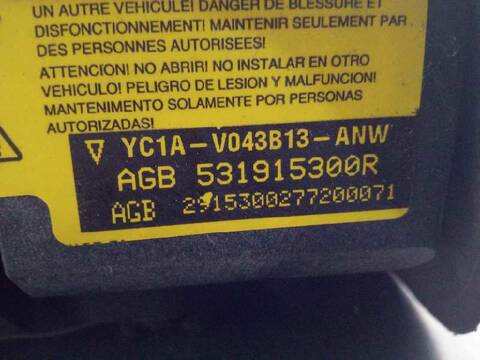 UN AUTRE VEHICULE! DANGER DE BLESSURE ET
DISFONCTIONNEMENT! MAINTENIR SEULEMENT PAR
DES PERSONNES AUTORISEES!
ATTENCION! NO ABRIR! NO INSTALAR EN OTRO
VEHICULO! PELIGRO DE LESION Y MALFUNCION!
MANTENIMENTO SOLAMENTE POR PERSONAS
AUTORIZADAS!
YC1A-V043B13-ANW
AGB 531915300R
AGB 2915300277200071